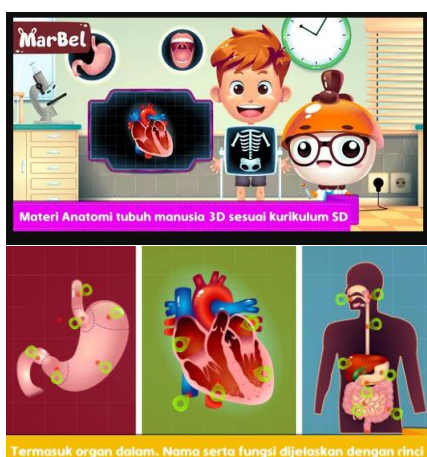 MarBel
Materi Anatomi tubuh manusia 3D sesuai kurikulum SD
Termasuk organ dalam. Nama serta fungsi dijelaskan dengan rinci